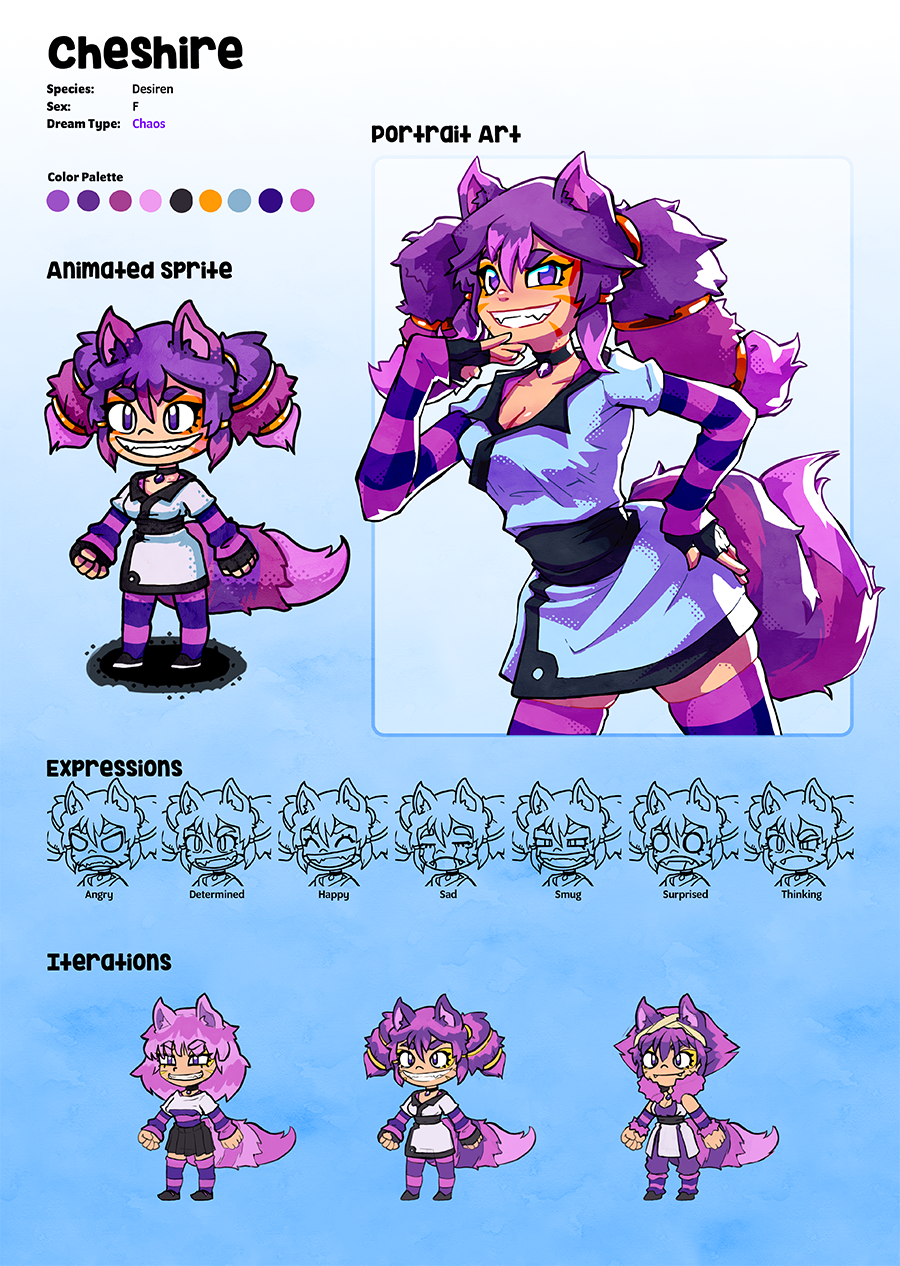 Cheshire
Species: Desiren
Sex: F
Dream Type: Chaos
Portrait Art
Color Palette
Animated Sprite
Expressions
Angry Determined Happy Sad Smug Surprised Thinking
Iterations